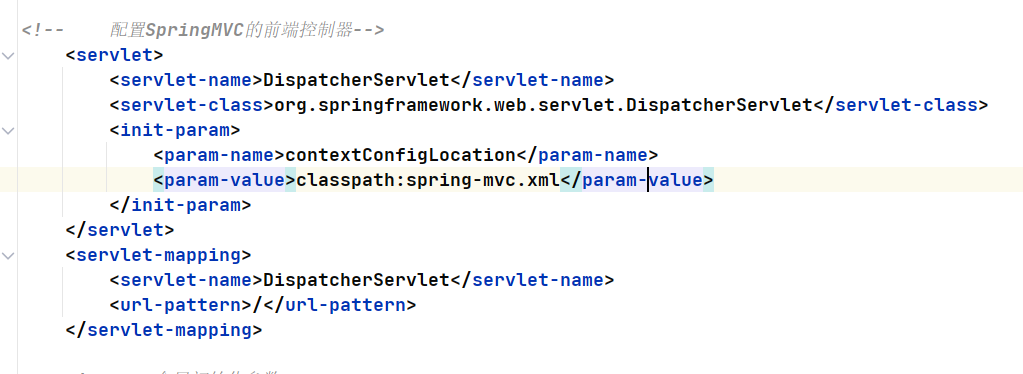 <!--    配置SpringMVC的前端控制器-->
<servlet>
<servlet-name>DispatcherServlet</servlet-name>
<servlet-class>org.springframework.web.servlet.DispatcherServlet</servlet-class>
<init-param>
<param-name>contextConfigLocation</param-name>
<param-value>classpath:spring-mvc.xml</param-value>
</init-param>
</servlet>
<servlet-mapping>
<servlet-name>DispatcherServlet</servlet-name>
<url-pattern>/</url-pattern>
</servlet-mapping>